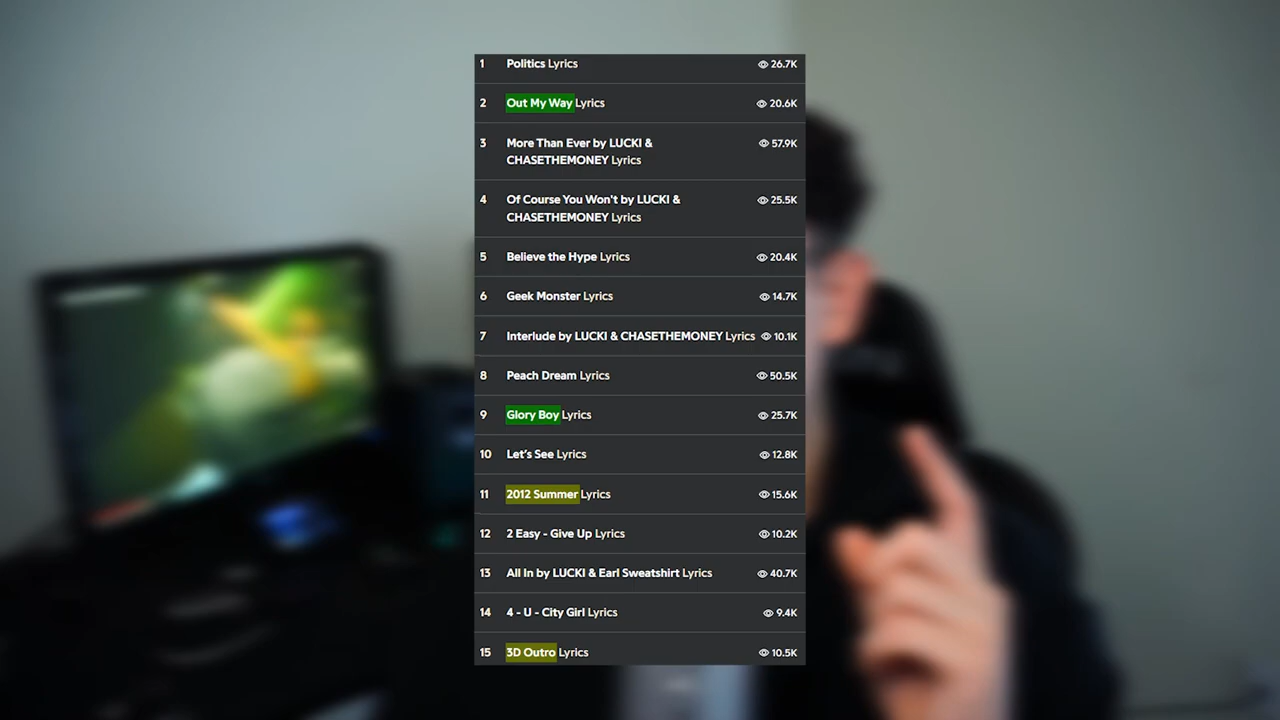 1 Politics Lyrics 26.7K
2 Out My Way Lyrics 20.6K
3 More Than Ever by LUCKI &
CHASETHEMONEY Lyrics 57.9K
4 Of Course You Won't by LUCKI &
CHASETHEMONEY Lyrics 25.5K
5 Believe the Hype Lyrics 20.4K
6 Geek Monster Lyrics 14.7K
7 Interlude by LUCKI & CHASETHEMONEY Lyrics 10.1K
8 Peach Dream Lyrics 50.5K
9 Glory Boy Lyrics 25.7K
10 Let’s See Lyrics 12.8K
11 2012 Summer Lyrics 15.6K
12 2 Easy - Give Up Lyrics 10.2K
13 All In by LUCKI & Earl Sweatshirt Lyrics 40.7K
14 4 - U - City Girl Lyrics 9.4K
15 3D Outro Lyrics 10.5K